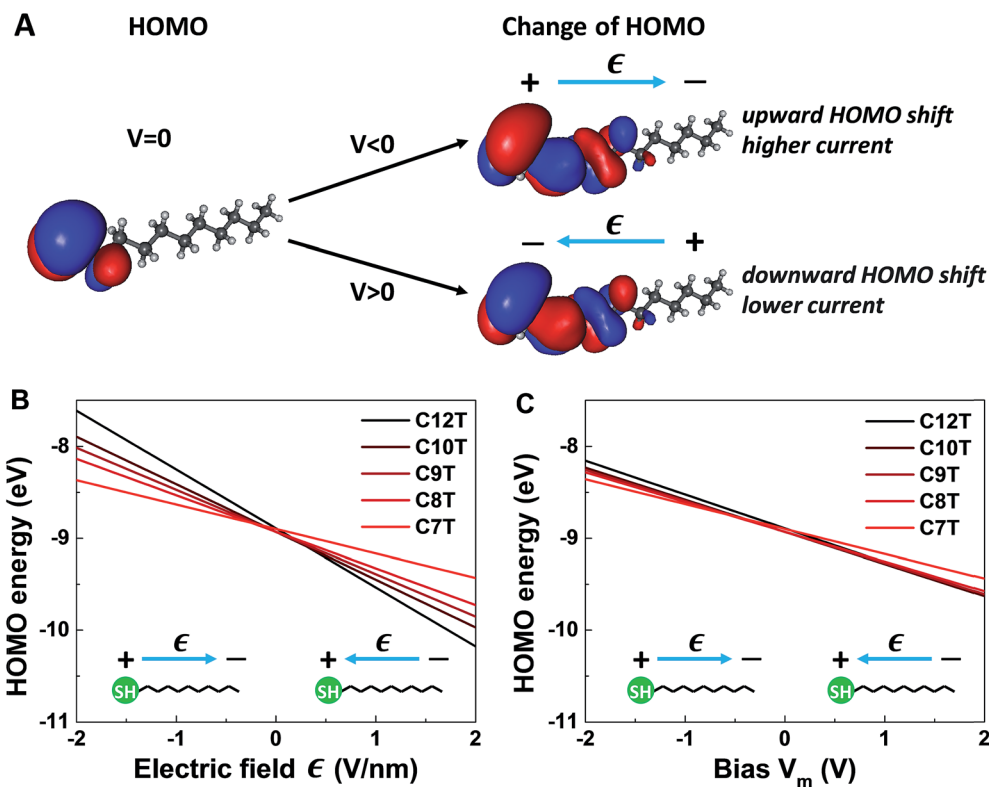 A
HOMO
Change of HOMO
+ ϵ −
V=0
V<0
upward HOMO shift
higher current
− ϵ +
V>0
downward HOMO shift
lower current
B
HOMO energy (eV)
-8
-9
-10
-11
C12T
C10T
C9T
C8T
C7T
+ ϵ −
SH
+ ϵ −
SH
-2 -1 0 1 2
Electric field ϵ (V/nm)
C
HOMO energy (eV)
-8
-9
-10
-11
C12T
C10T
C9T
C8T
C7T
+ ϵ −
SH
+ ϵ −
SH
-2 -1 0 1 2
Bias Vm (V)